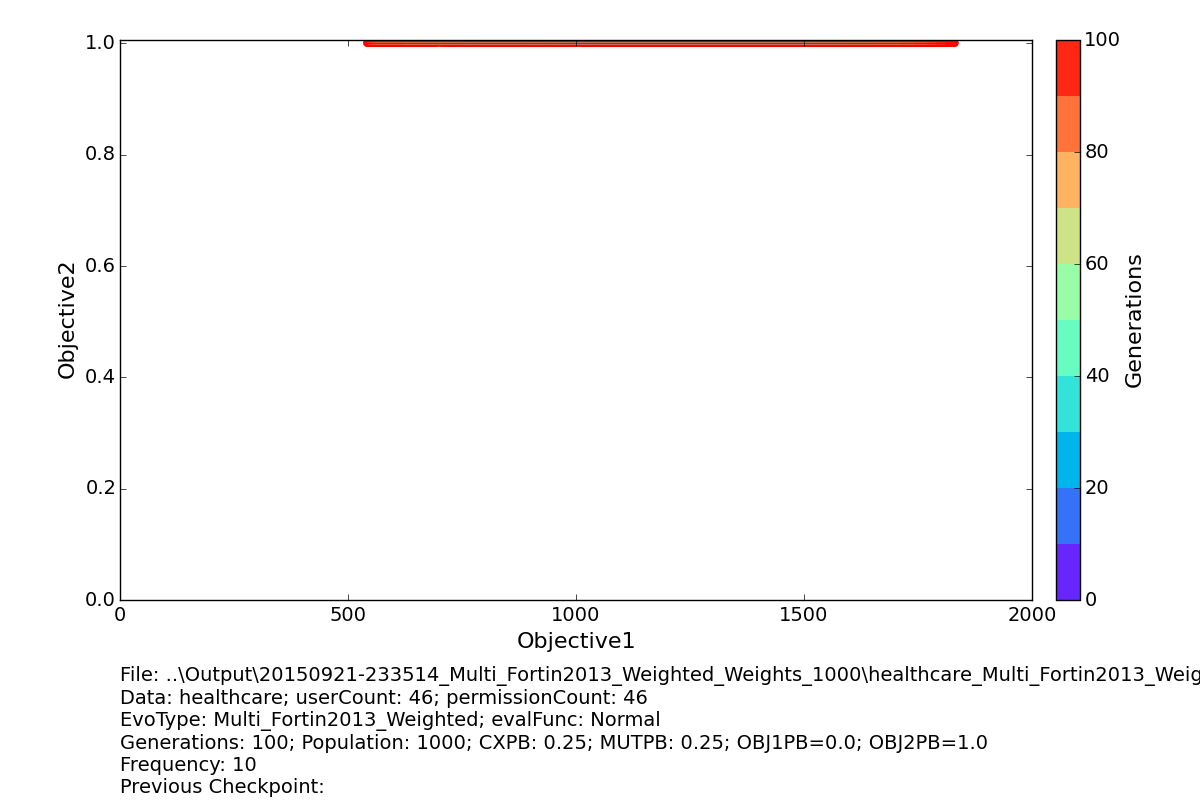 1.0
0.8
0.6
0.4
0.2
0.0
Objective2
0 500 1000 1500 2000
Objective1
100
80
60
40
20
0
Generations
File: ..\Output\20150921-233514_Multi_Fortin2013_Weighted_Weights_1000\healthcare_Multi_Fortin2013_Weig
Data: healthcare; userCount: 46; permissionCount: 46
EvoType: Multi_Fortin2013_Weighted; evalFunc: Normal
Generations: 100; Population: 1000; CXPB: 0.25; MUTPB: 0.25; OBJ1PB=0.0; OBJ2PB=1.0
Frequency: 10
Previous Checkpoint: